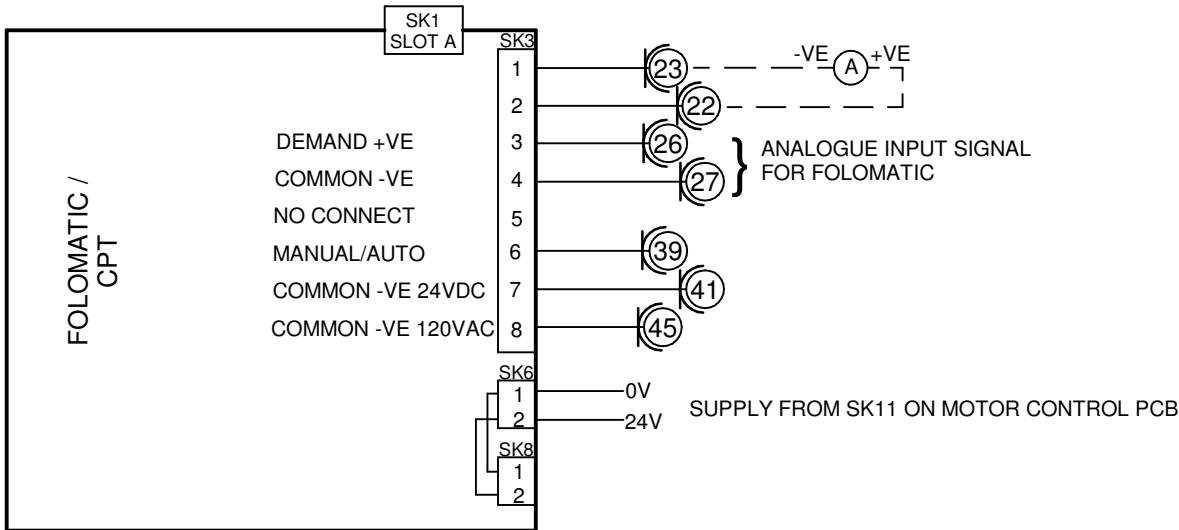 SK1
SLOT A
SK3
1
23
-VE
A
+VE
2
22
DEMAND +VE
3
26
ANALOGUE INPUT SIGNAL
FOR FOLOMATIC
COMMON -VE
4
27
NO CONNECT
5
MANUAL/AUTO
6
39
COMMON -VE 24VDC
7
41
COMMON -VE 120VAC
8
45
FOLOMATIC /
CPT
SK6
1
0V
2
24V
SUPPLY FROM SK11 ON MOTOR CONTROL PCB
SK8
1
2